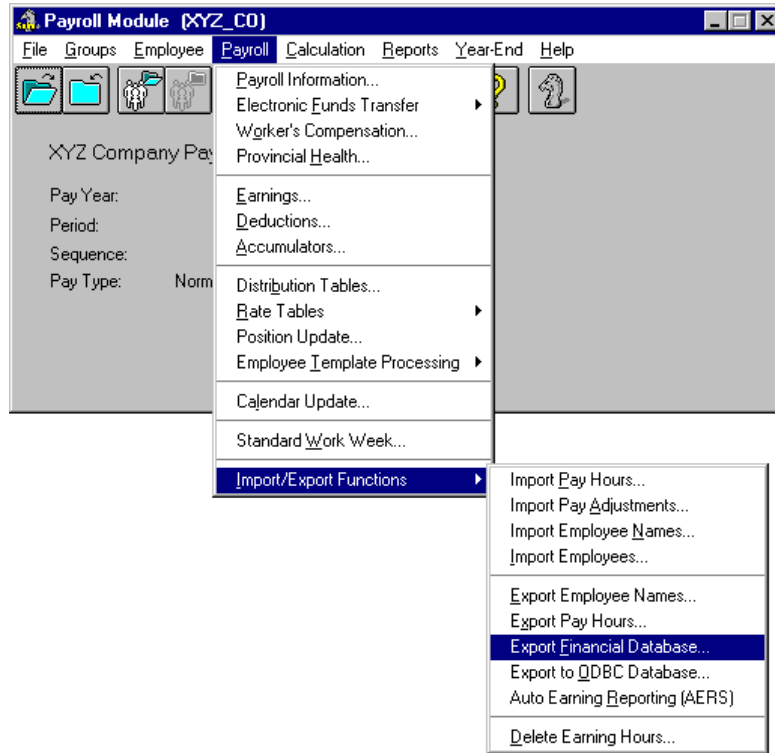 Payroll Module (XYZ_CO)
File Groups Employee Payroll Calculation Reports Year-End Help
XYZ Company Pay
Pay Year:
Period:
Sequence:
Pay Type: Norm
Payroll Information...
Electronic Funds Transfer
Worker's Compensation...
Provincial Health...
Earnings...
Deductions...
Accumulators...
Distribution Tables...
Rate Tables
Position Update...
Employee Template Processing
Calendar Update...
Standard Work Week...
Import/Export Functions
Import Pay Hours...
Import Pay Adjustments...
Import Employee Names...
Import Employees...
Export Employee Names...
Export Pay Hours...
Export Financial Database...
Export to ODBC Database...
Auto Earning Reporting (AERS)
Delete Earning Hours...